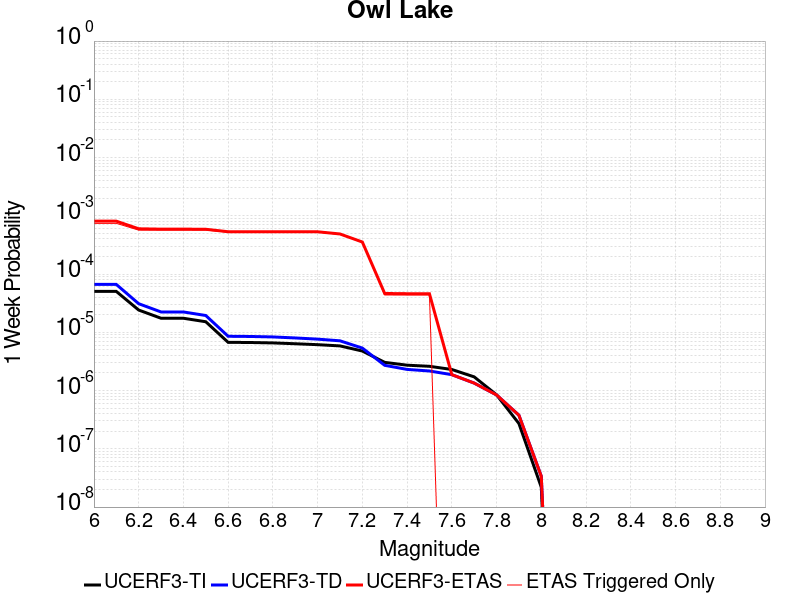 Owl Lake
10^0
10^-1
10^-2
10^-3
10^-4
10^-5
10^-6
10^-7
10^-8
1 Week Probability
6 6.2 6.4 6.6 6.8 7 7.2 7.4 7.6 7.8 8 8.2 8.4 8.6 8.8 9
Magnitude
UCERF3-TI UCERF3-TD UCERF3-ETAS ETAS Triggered Only